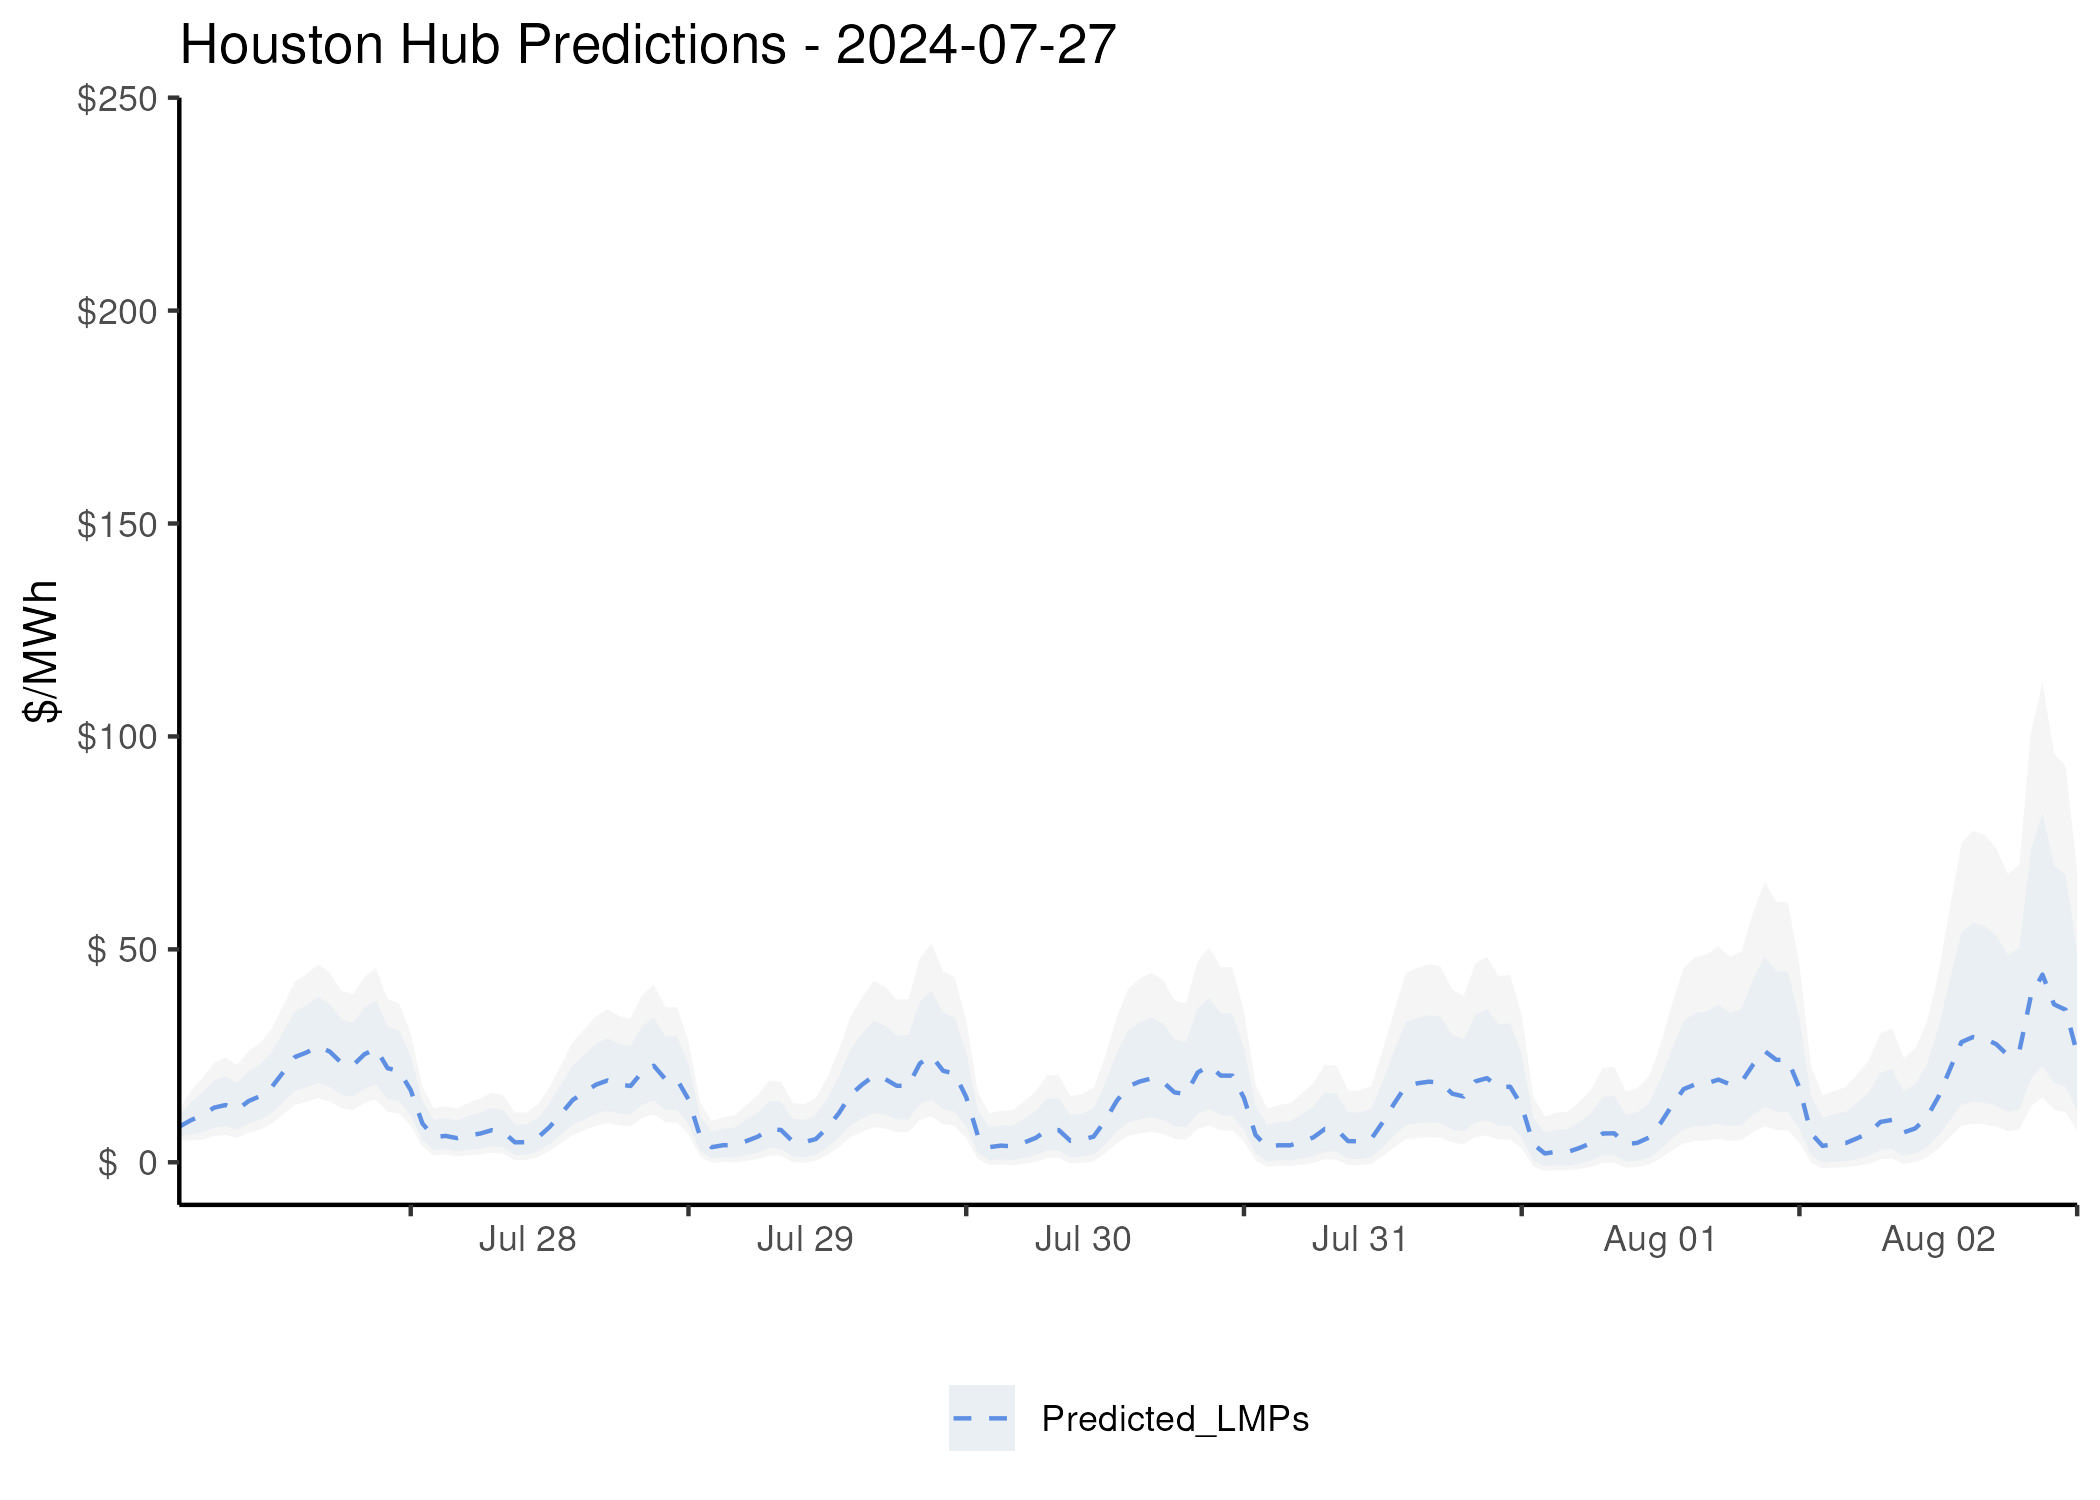 Houston Hub Predictions - 2024-07-27
$250
$200
$150
$100
$ 50
$ 0
$/MWh
Jul 28
Jul 29
Jul 30
Jul 31
Aug 01
Aug 02
Predicted_LMPs